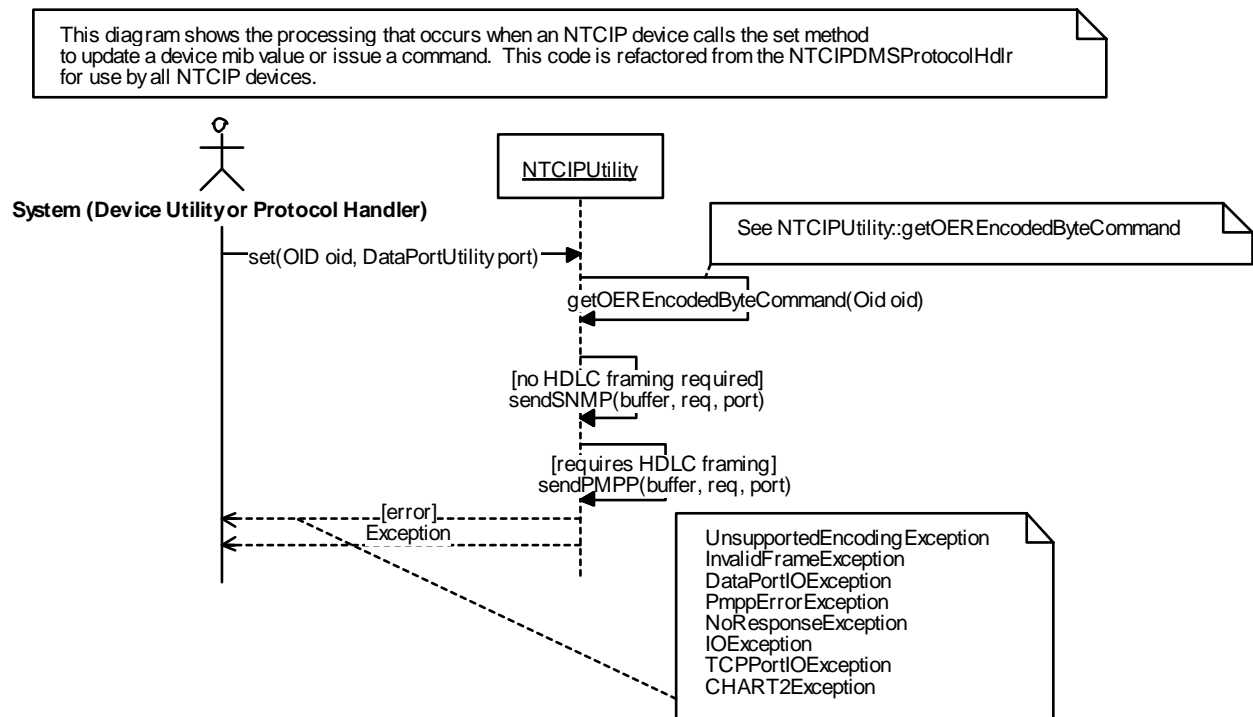 This diagram shows the processing that occurs when an NTCIP device calls the set method
to update a device mib value or issue a command.  This code is refactored from the NTCIPDMSProtocolHdlr
for use by all NTCIP devices.
NTCIPUtility
System (Device Utility or Protocol Handler)
See NTCIPUtility::getOEREncodedByteCommand
set(OID oid, DataPortUtility port)
getOEREncodedByteCommand(Oid oid)
[no HDLC framing required]
sendSNMP(buffer, req, port)
[requires HDLC framing]
sendPMPP(buffer, req, port)
[error]
Exception
UnsupportedEncodingException
InvalidFrameException
DataPortIOException
PmppErrorException
NoResponseException
IOException
TCPPortIOException
CHART2Exception